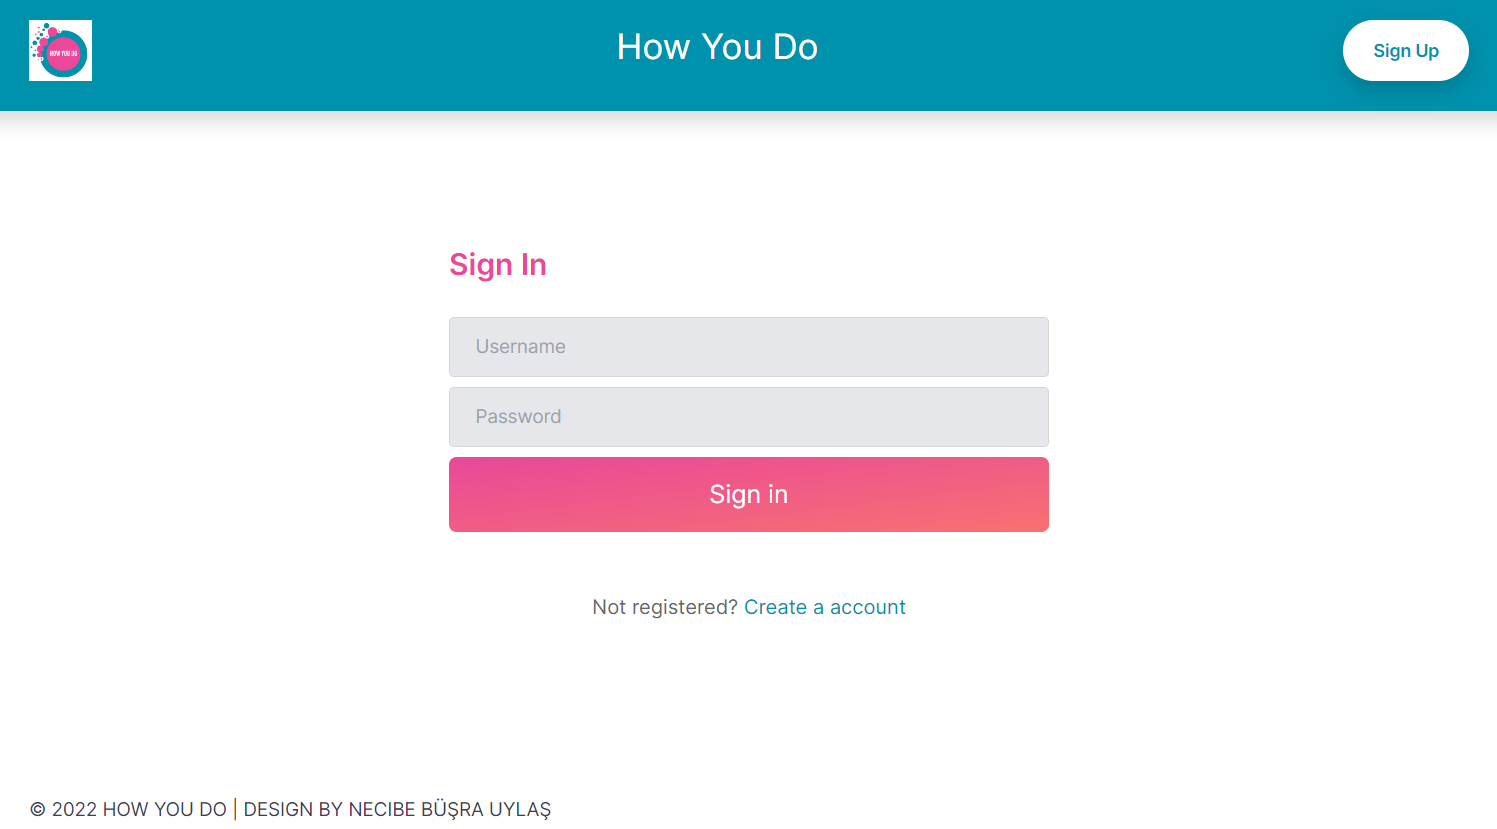 HOW YOU DO
How You Do
Sign Up
Sign In
Username
Password
Sign in
Not registered? Create a account
© 2022 HOW YOU DO | DESIGN BY NECIBE BÜŞRA UYLAŞ